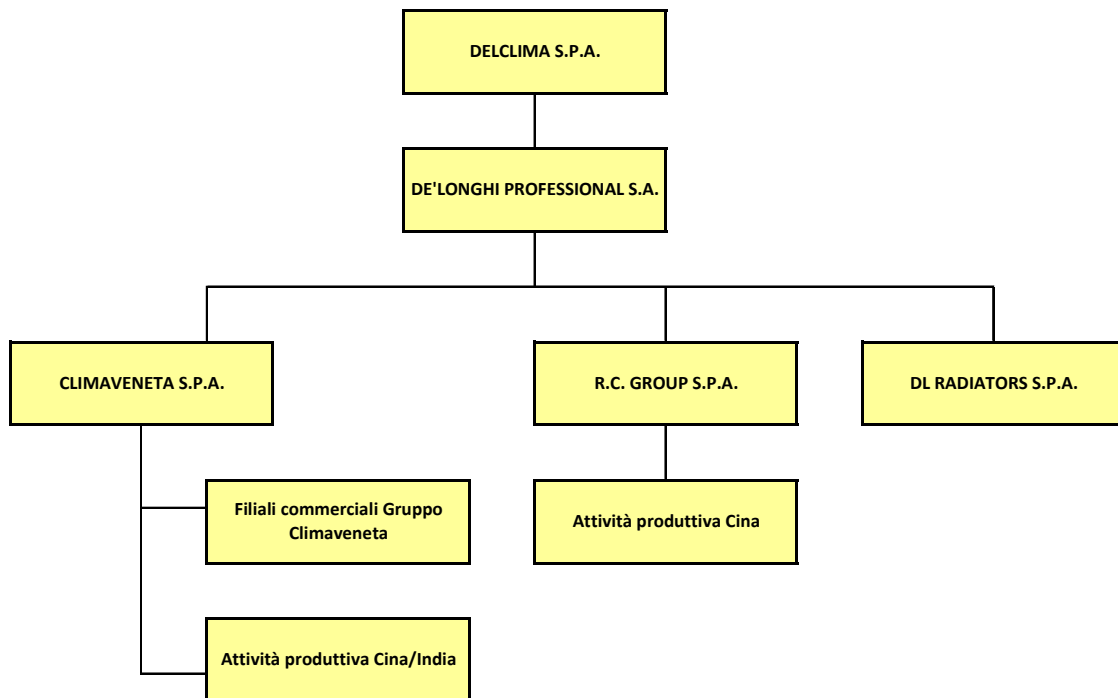 DELCLIMA S.P.A.
DE'LONGHI PROFESSIONAL S.A.
CLIMAVENETA S.P.A.
R.C. GROUP S.P.A.
DL RADIATORS S.P.A.
Filiali commerciali Gruppo
Climaveneta
Attività produttiva Cina
Attività produttiva Cina/India